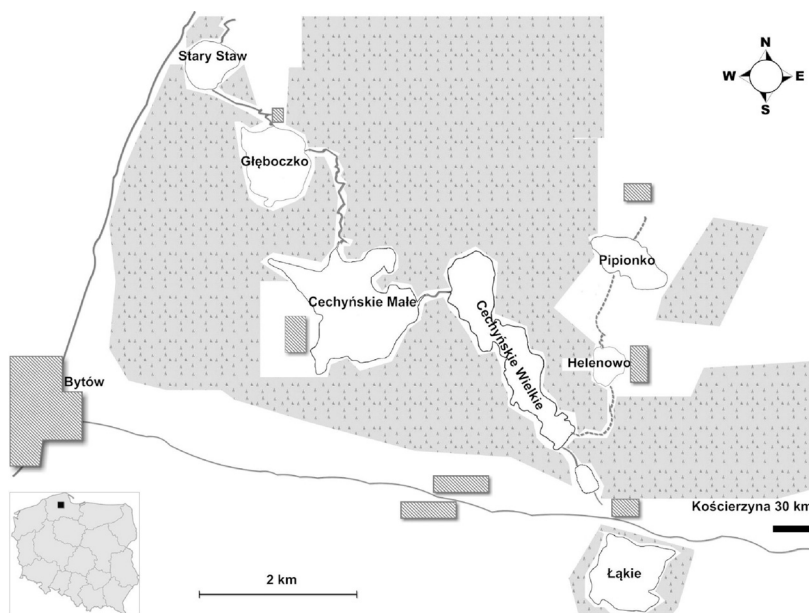 Stary Staw
N
W E
S
Głęboczko
Pipionko
Cechyńskie Małe
Cechyńskie Wielkie
Helenowo
Bytów
Kościerzyna 30 km
2 km
Łąkie